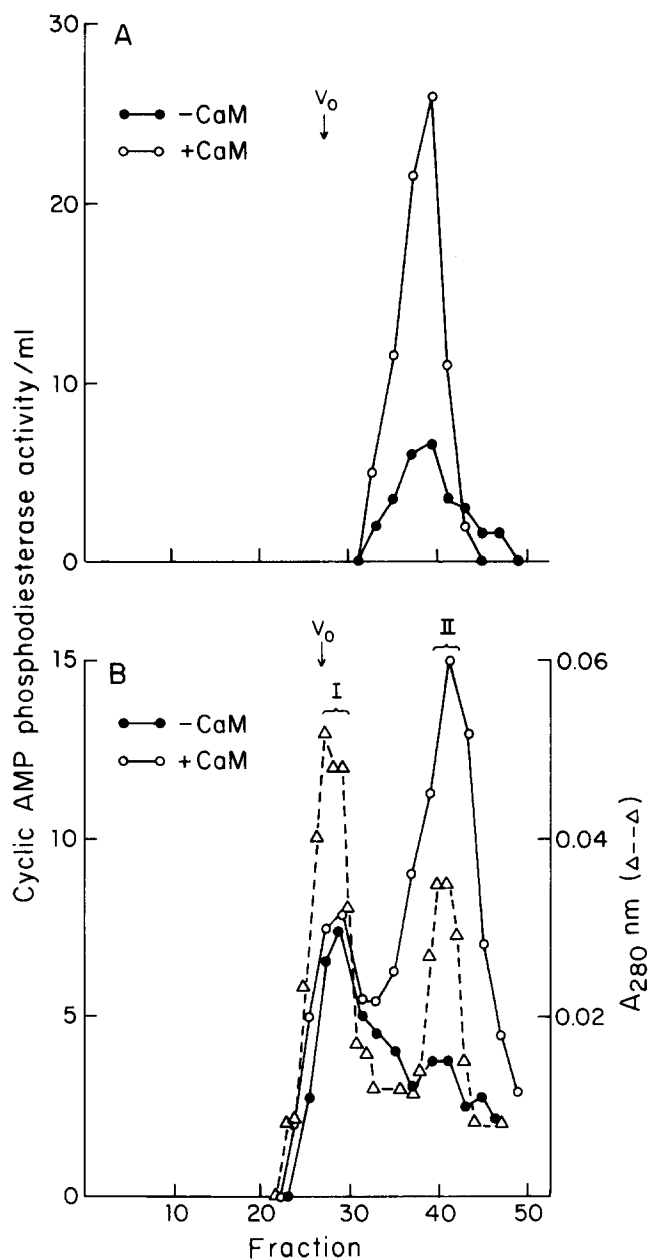 A
V₀
−CaM
+CaM
30
20
10
0
Cyclic AMP phosphodiesterase activity/ml
B
V₀
I
II
−CaM
+CaM
15
10
5
0
0.06
0.04
0.02
A₂₈₀ nm (△--△)
10 20 30 40 50
Fraction